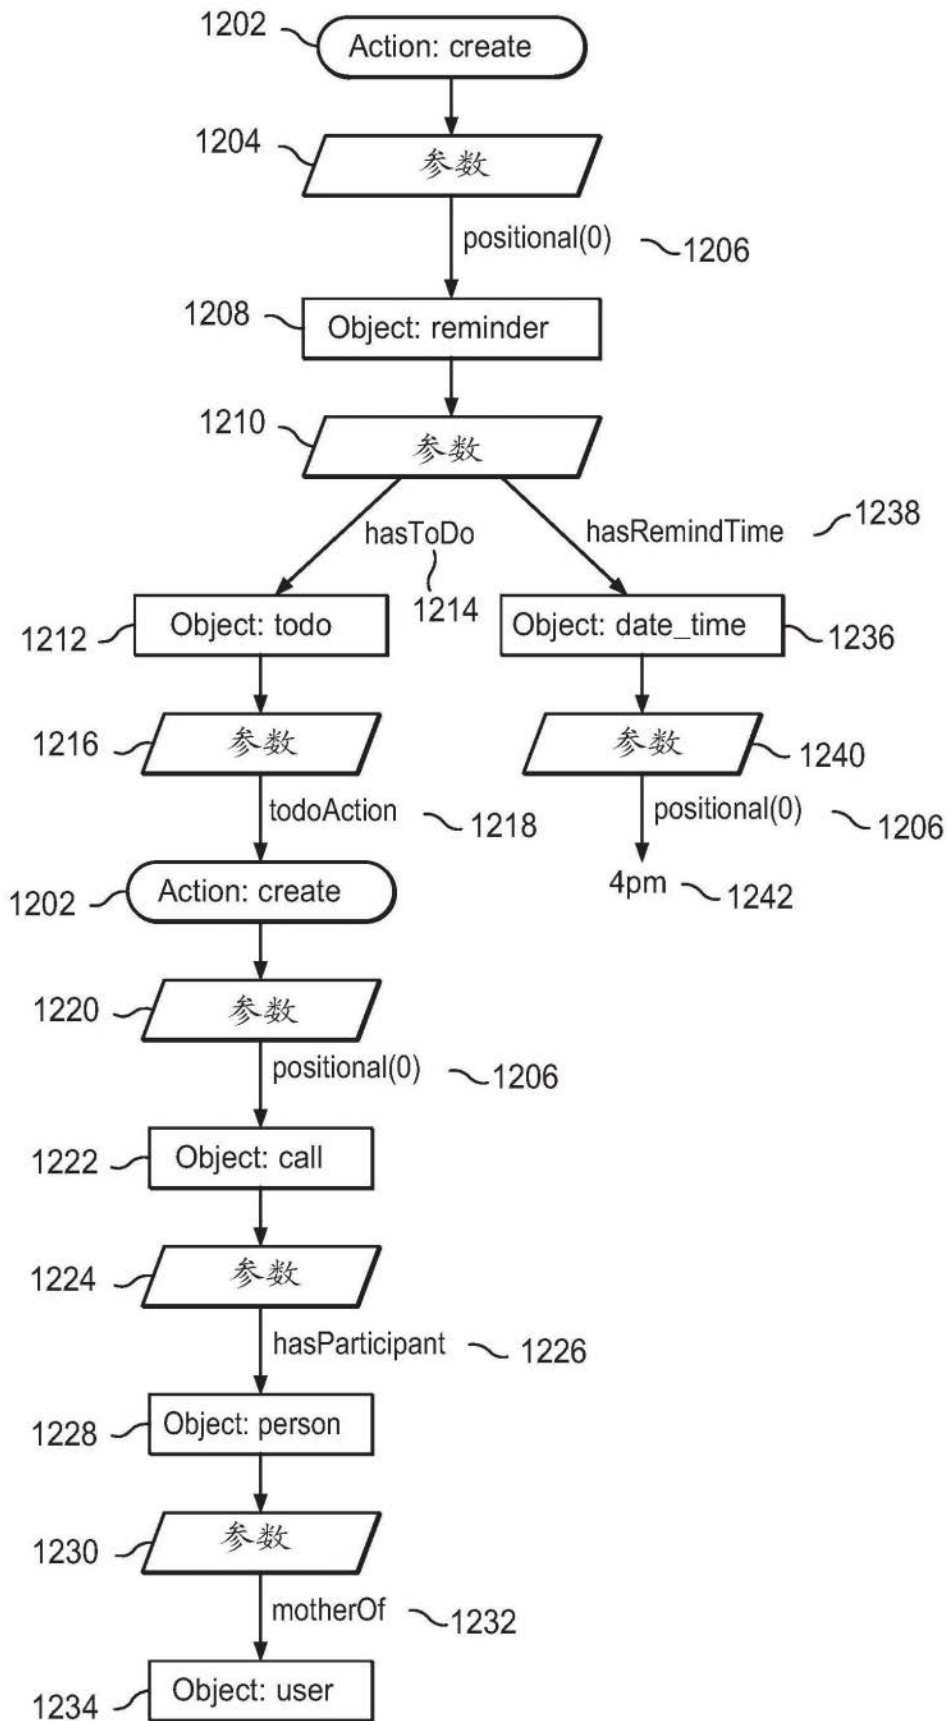 1202
Action: create
1204
参数
positional(0)
1206
1208
Object: reminder
1210
参数
hasToDo
1214
hasRemindTime
1238
1212
Object: todo
Object: date_time
1236
1216
参数
参数
1240
todoAction
1218
positional(0)
1206
1202
Action: create
4pm
1242
1220
参数
positional(0)
1206
1222
Object: call
1224
参数
hasParticipant
1226
1228
Object: person
1230
参数
motherOf
1232
1234
Object: user